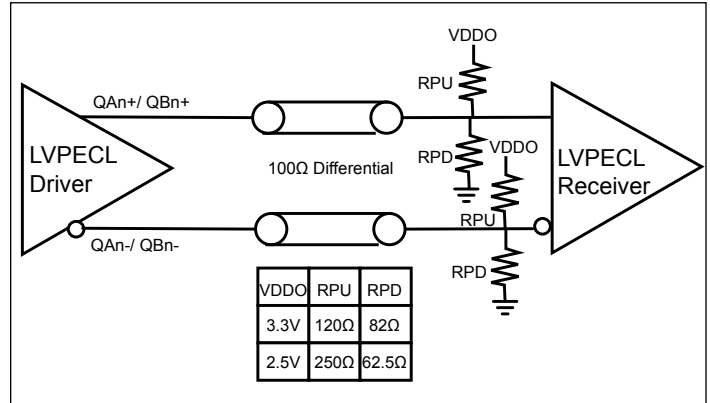 VDDO
RPU
QAn+/ QBn+
LVPECL
Driver
100Ω Differential
RPD
VDDO
LVPECL
Receiver
RPU
QAn-/ QBn-
RPD
VDDO RPU RPD
3.3V 120Ω 82Ω
2.5V 250Ω 62.5Ω